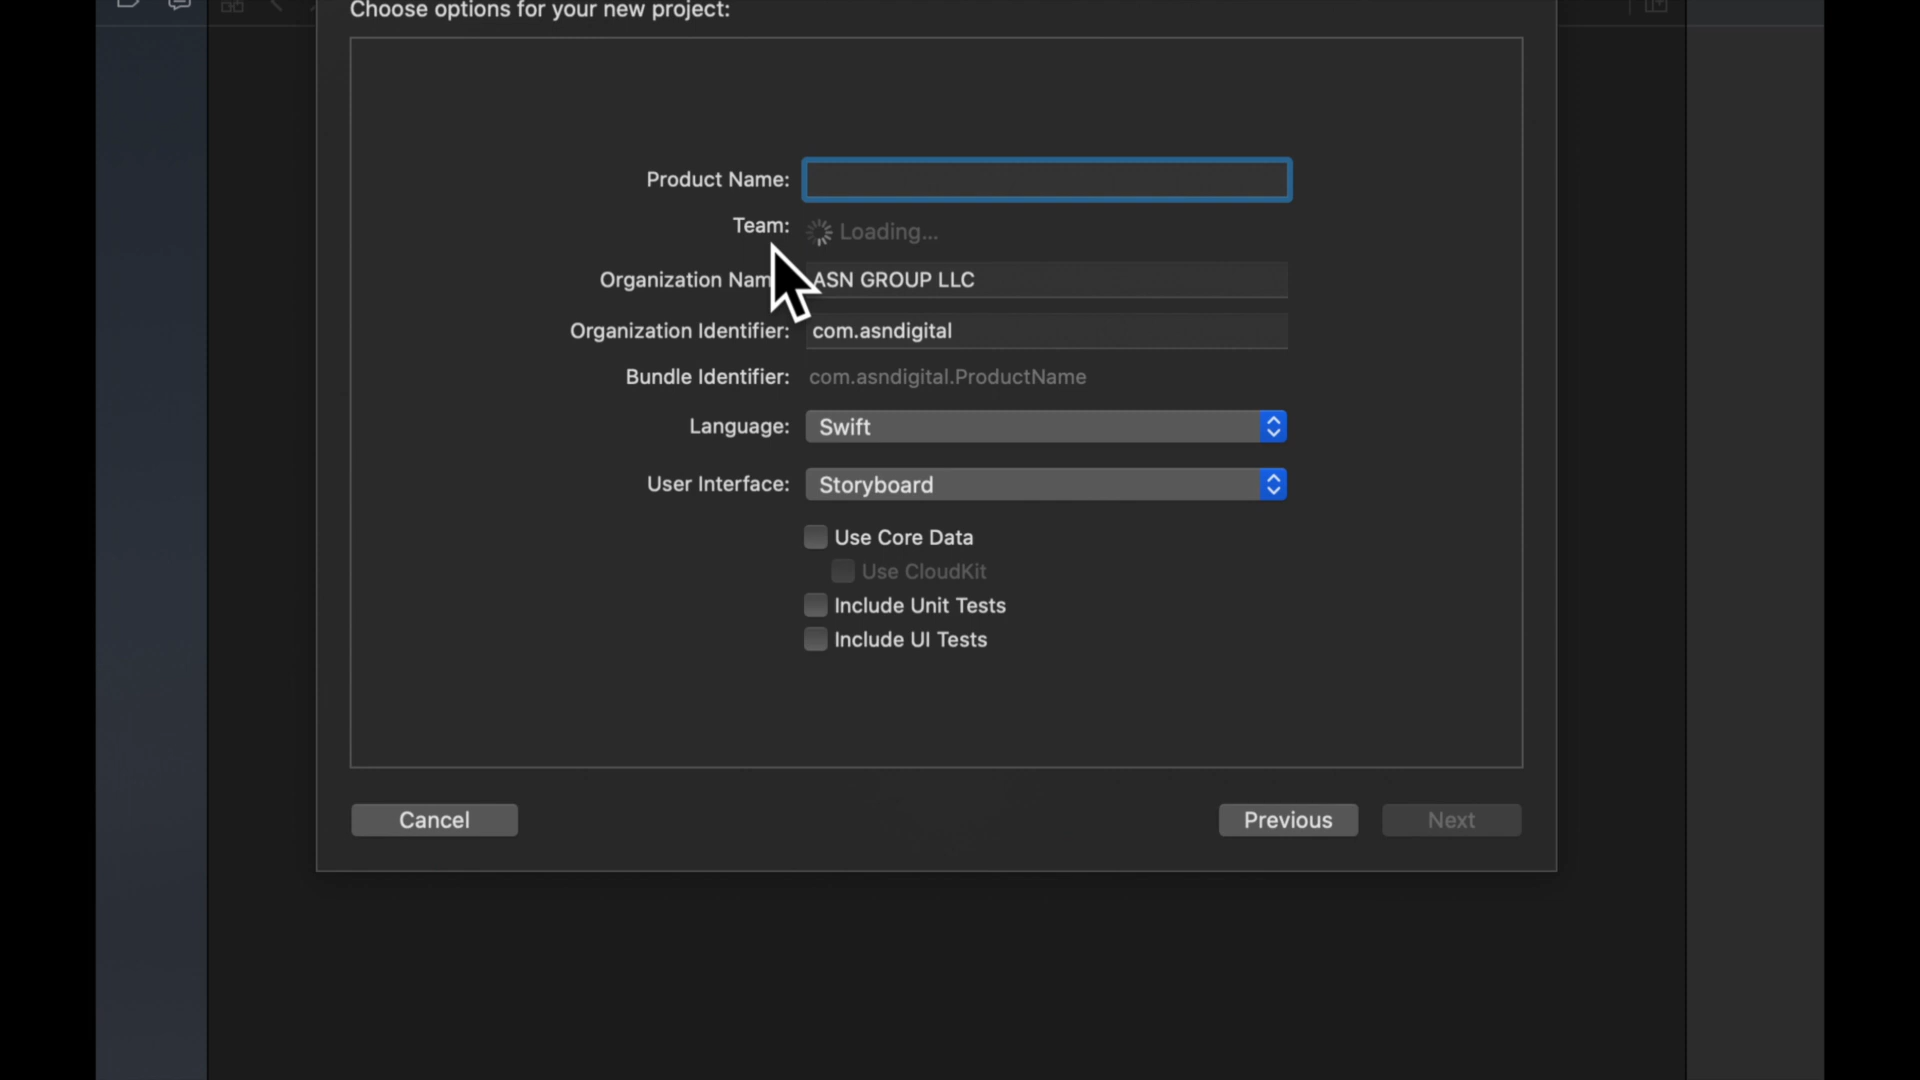 Choose options for your new project:
Product Name:
Team: Loading...
Organization Nam ASN GROUP LLC
Organization Identifier: com.asndigital
Bundle Identifier: com.asndigital.ProductName
Language: Swift
User Interface: Storyboard
Use Core Data
Use CloudKit
Include Unit Tests
Include UI Tests
Cancel Previous Next